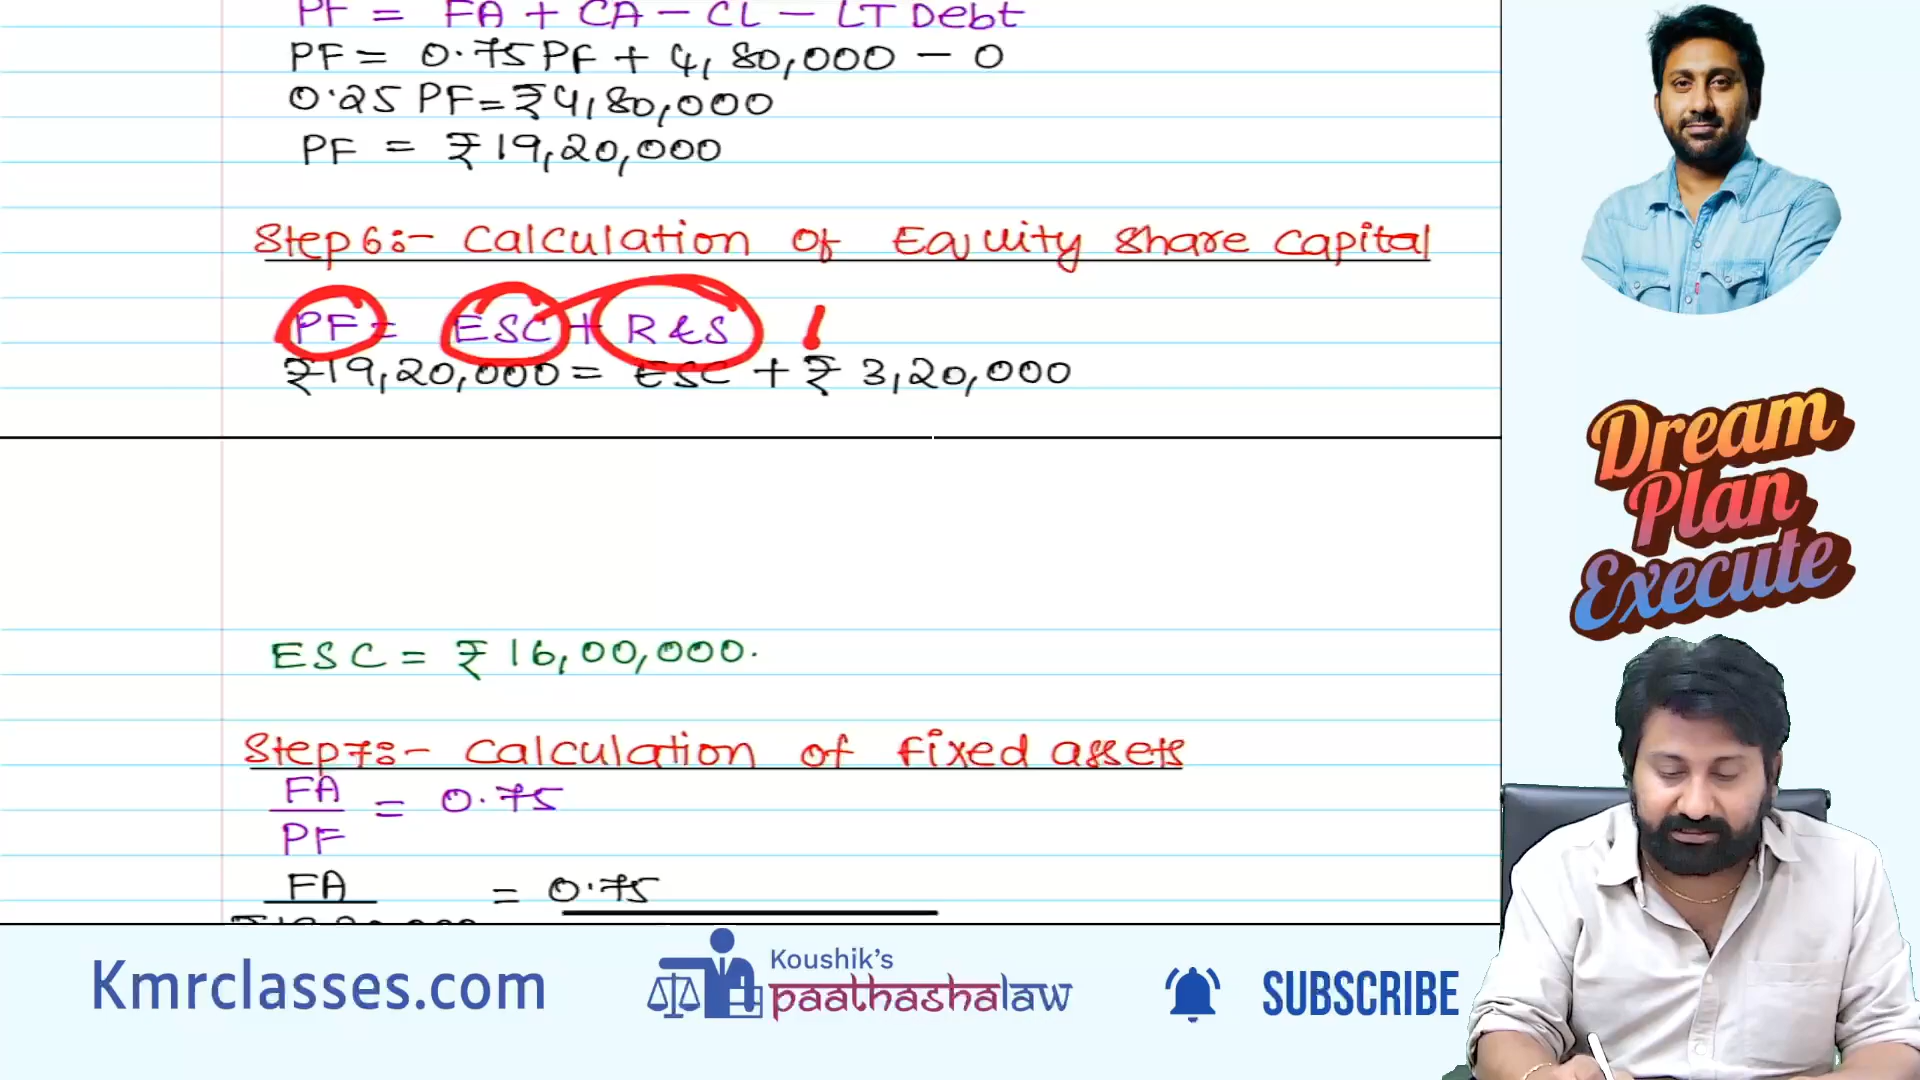 PF = FA + CA - CL - LT Debt
PF = 0.75 PF + 4,80,000 - 0
0.25 PF = ₹4,80,000
PF = ₹19,20,000
Step 6:- Calculation of Equity Share Capital
PF = ESC + R & S
₹19,20,000 = ESC + ₹ 3,20,000
ESC = ₹16,00,000.
Step 7:- Calculation of Fixed assets
FA = 0.75
PF
FA = 0.75
Dream
Plan
Execute
Kmrclasses.com
Koushik's
paathashalaw
SUBSCRIBE